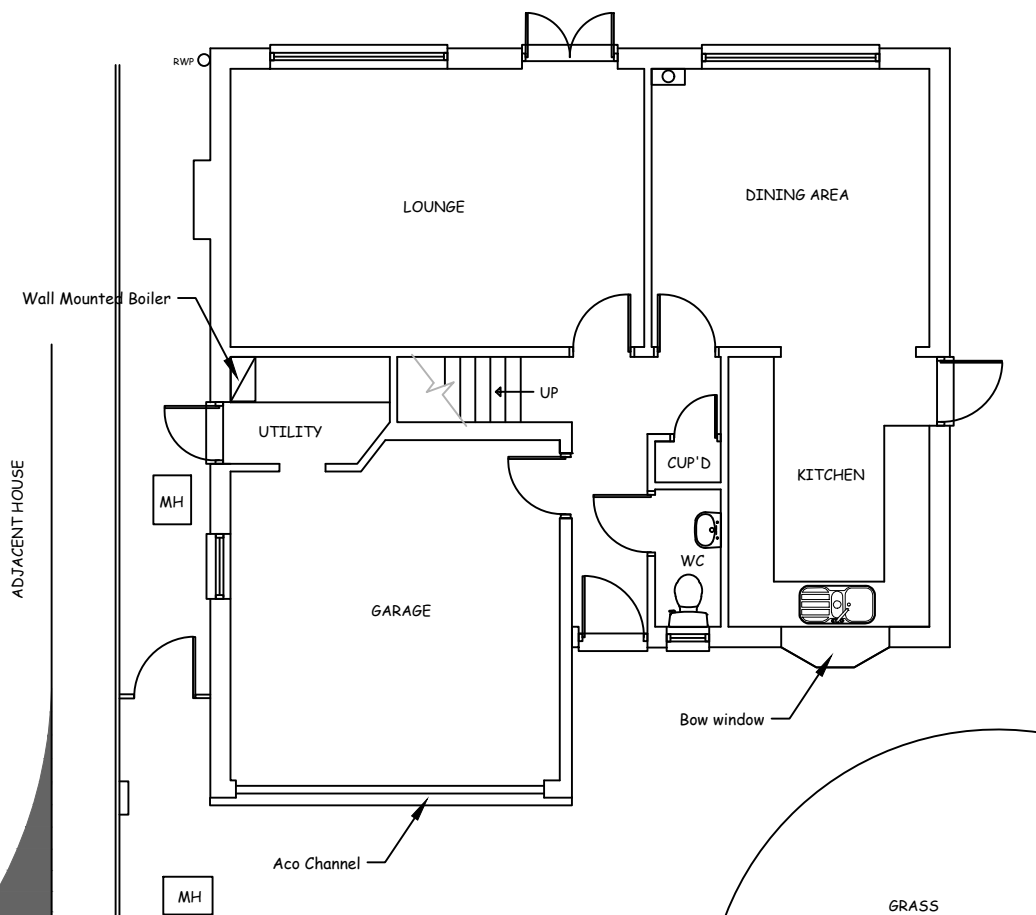 RWP
LOUNGE
DINING AREA
Wall Mounted Boiler
UP
UTILITY
CUP'D
KITCHEN
MH
ADJACENT HOUSE
WC
GARAGE
Bow window
Aco Channel
MH
GRASS